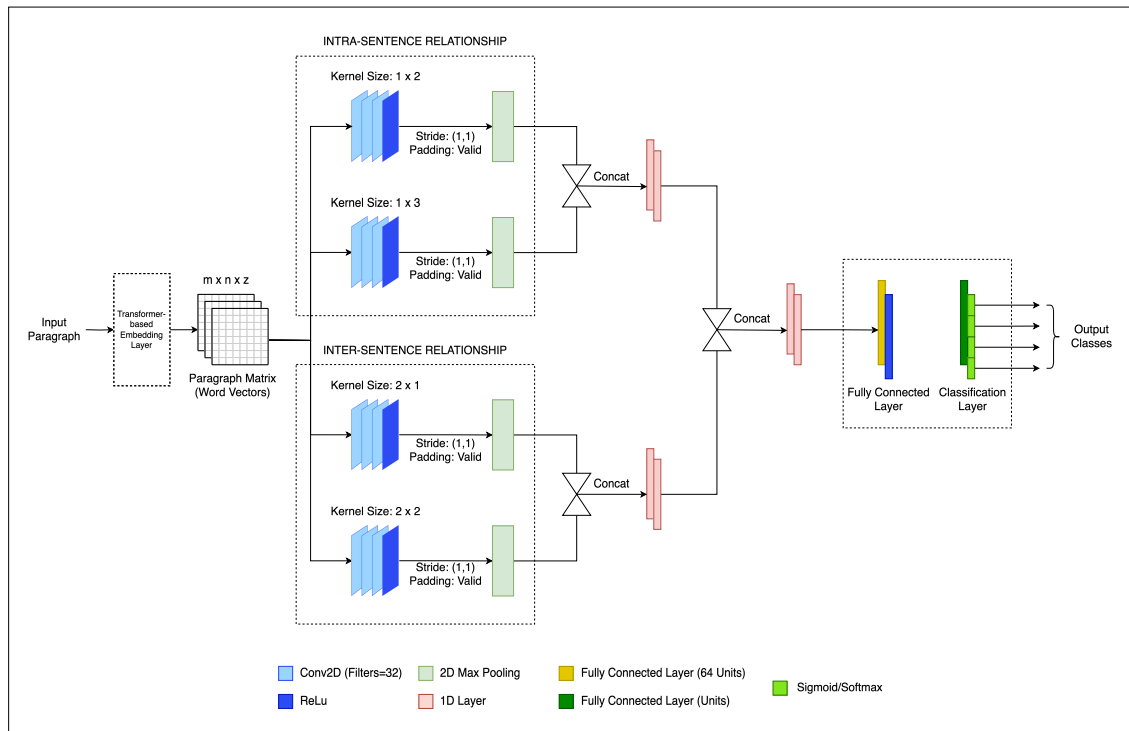 INTRA-SENTENCE RELATIONSHIP
Kernel Size: 1 x 2
Stride: (1,1)
Padding: Valid
Kernel Size: 1 x 3
Stride: (1,1)
Padding: Valid
Concat
Input
Paragraph
Transformer-
based
Embedding
Layer
m x n x z
Paragraph Matrix
(Word Vectors)
INTER-SENTENCE RELATIONSHIP
Kernel Size: 2 x 1
Stride: (1,1)
Padding: Valid
Kernel Size: 2 x 2
Stride: (1,1)
Padding: Valid
Concat
Concat
Fully Connected
Layer
Classification
Layer
Output
Classes
Conv2D (Filters=32)
ReLu
2D Max Pooling
1D Layer
Fully Connected Layer (64 Units)
Fully Connected Layer (Units)
Sigmoid/Softmax